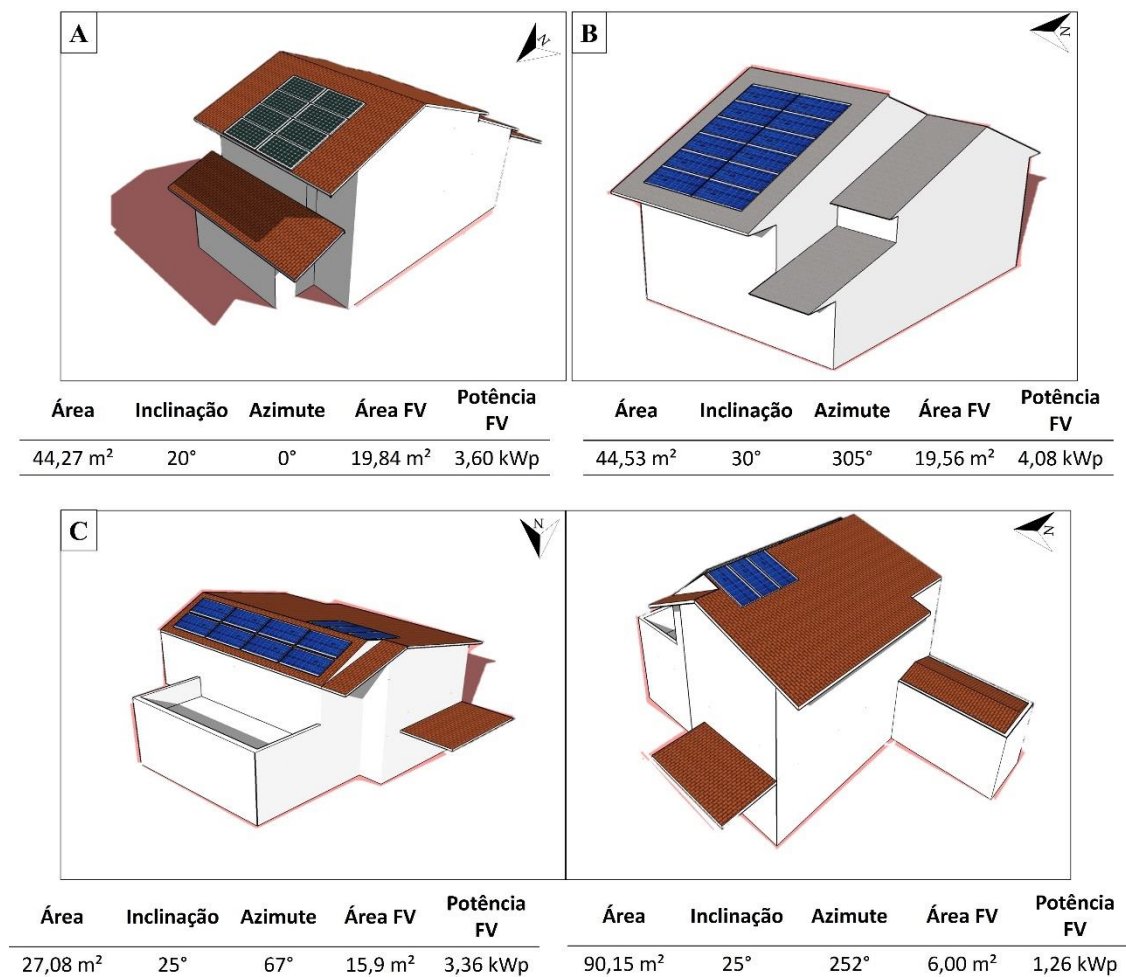 A
N
B
N
Área Inclinação Azimute Área FV Potência FV
44,27 m² 20° 0° 19,84 m² 3,60 kWp
Área Inclinação Azimute Área FV Potência FV
44,53 m² 30° 305° 19,56 m² 4,08 kWp
C
N
N
Área Inclinação Azimute Área FV Potência FV
27,08 m² 25° 67° 15,9 m² 3,36 kWp
Área Inclinação Azimute Área FV Potência FV
90,15 m² 25° 252° 6,00 m² 1,26 kWp